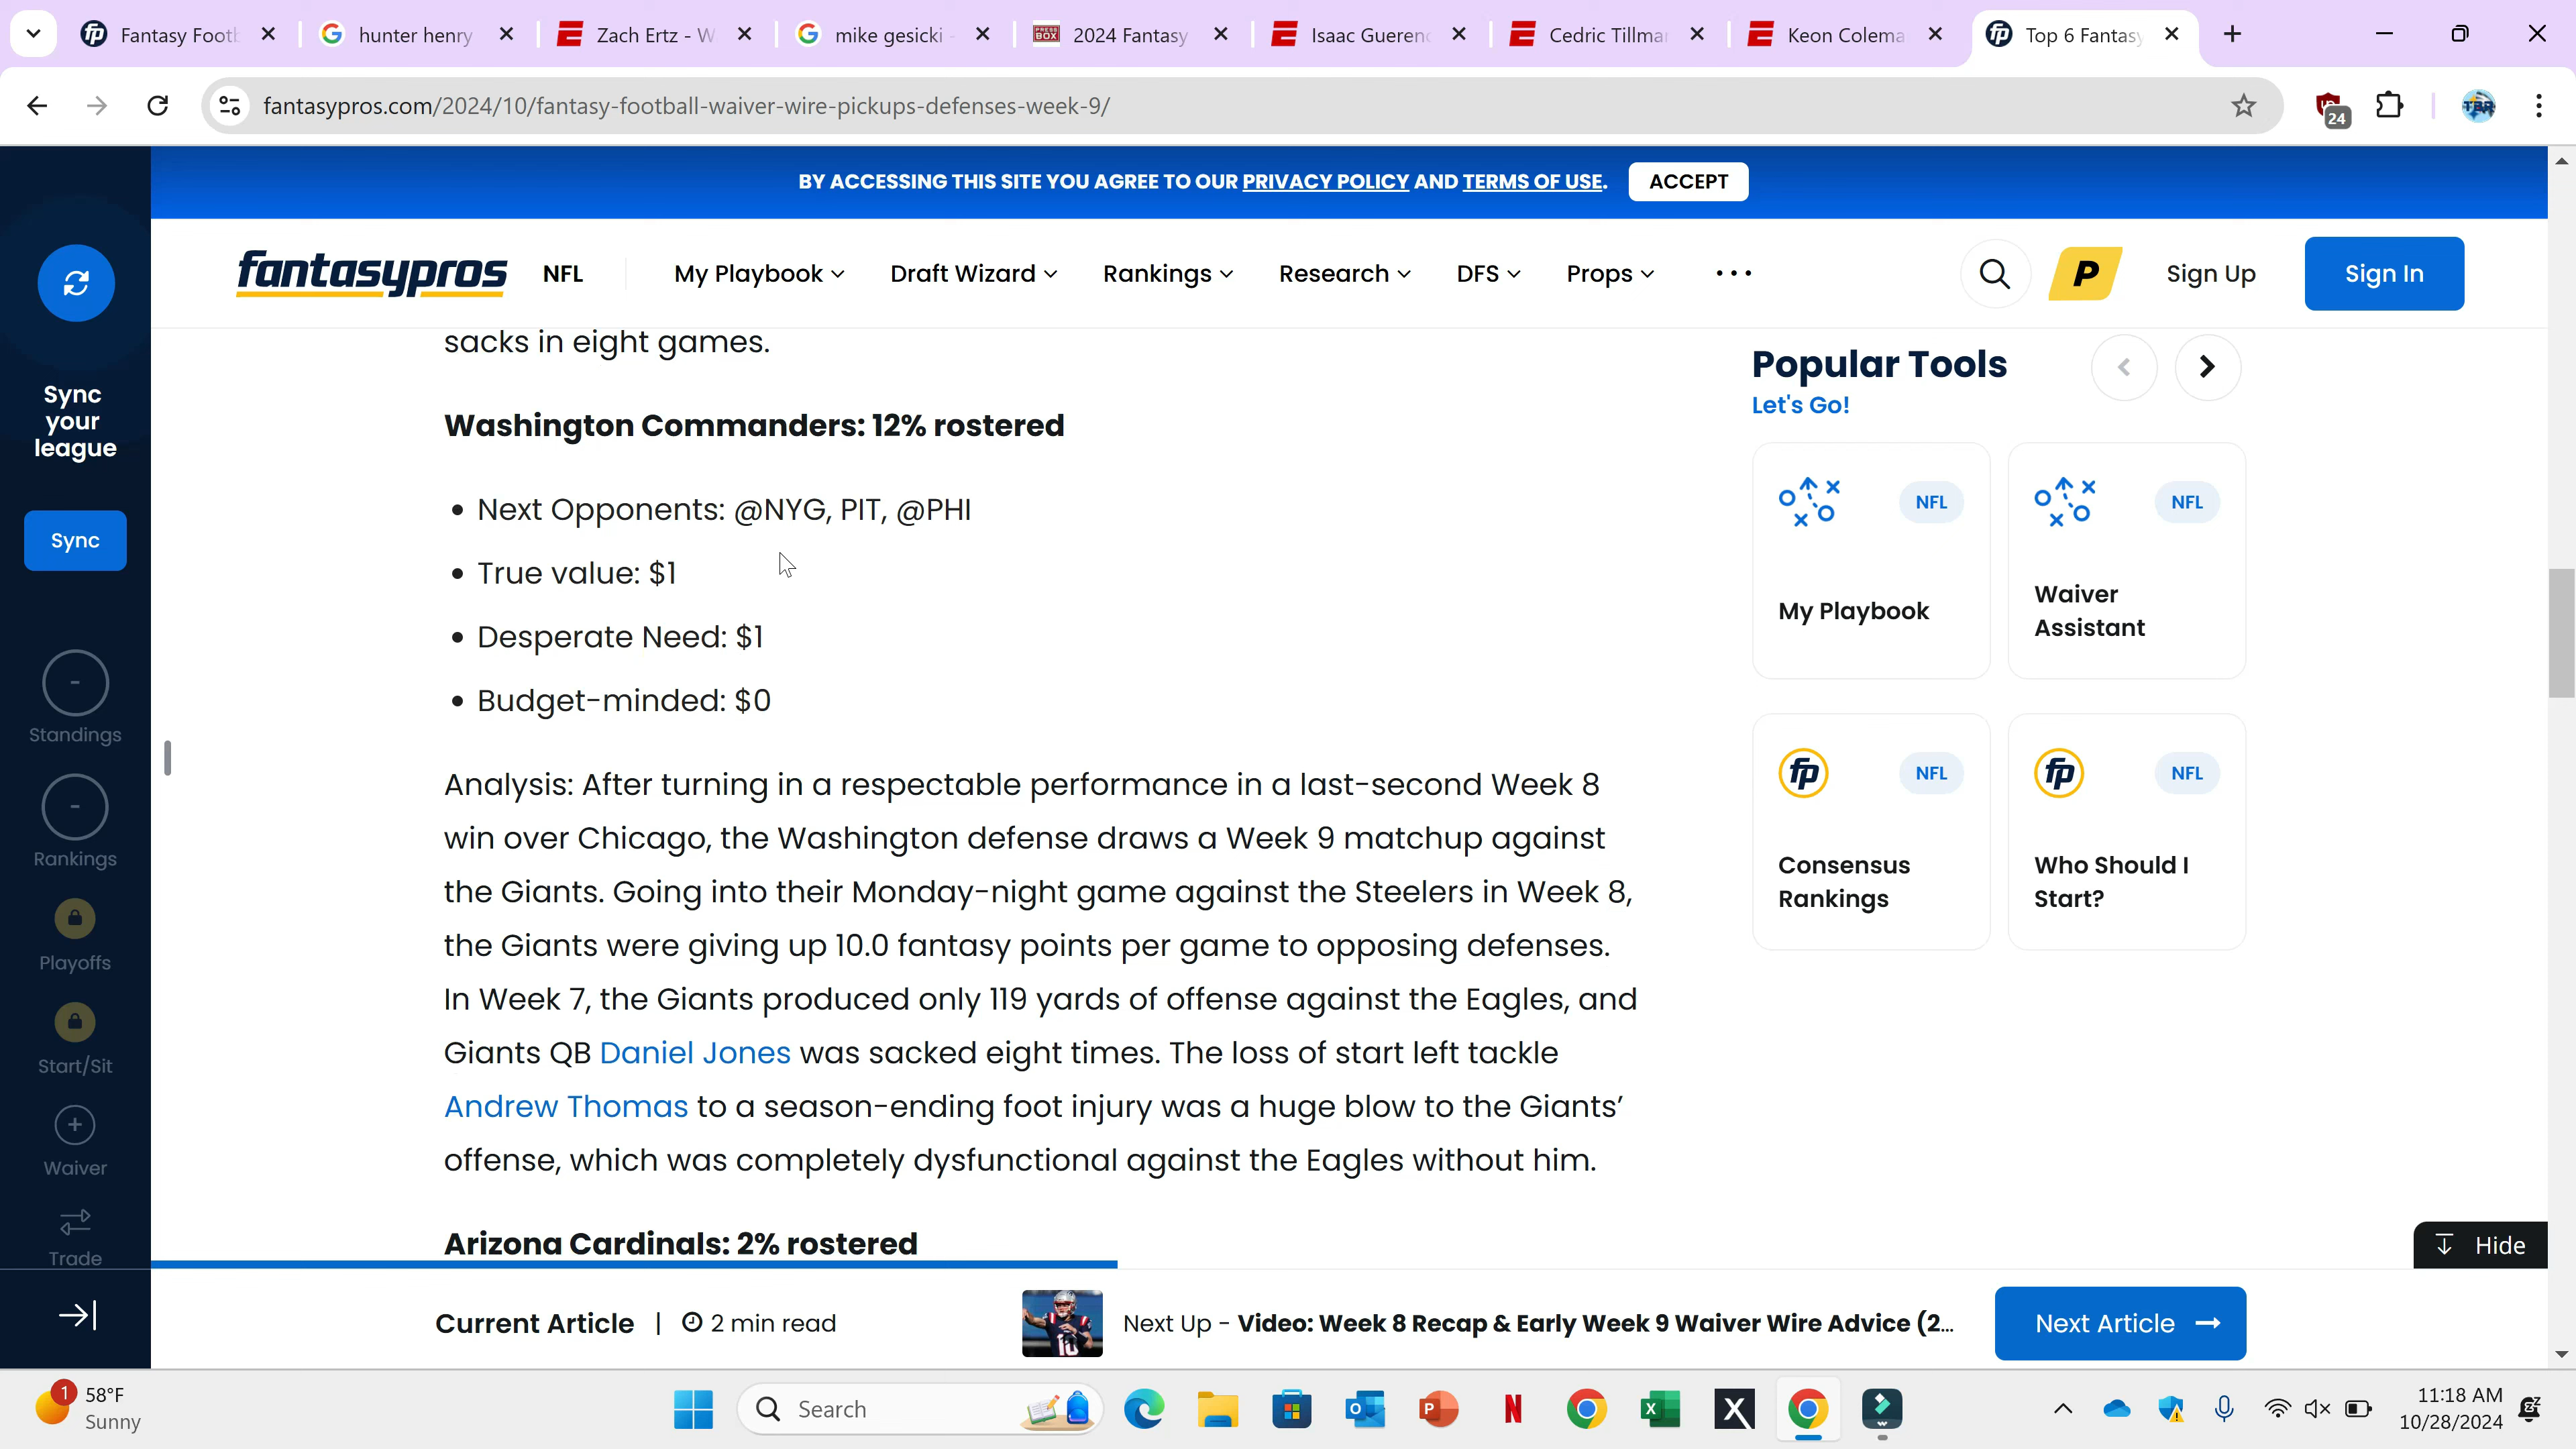 Fantasy Footb
hunter henry
Zach Ertz - W
mike gesicki -
PRESS BOX
2024 Fantasy
Isaac Gueren
Cedric Tillma
Keon Colema
Top 6 Fantasy
fantasypros.com/2024/10/fantasy-football-waiver-wire-pickups-defenses-week-9/
24
TBR
BY ACCESSING THIS SITE YOU AGREE TO OUR PRIVACY POLICY AND TERMS OF USE.
ACCEPT
fantasypros
NFL
My Playbook
Draft Wizard
Rankings
Research
DFS
Props
P
Sign Up
Sign In
Sync
your
league
Sync
Standings
Rankings
Playoffs
Start/Sit
Waiver
Trade
sacks in eight games.
Washington Commanders: 12% rostered
• Next Opponents: @NYG, PIT, @PHI
• True value: $1
• Desperate Need: $1
• Budget-minded: $0
Analysis: After turning in a respectable performance in a last-second Week 8
win over Chicago, the Washington defense draws a Week 9 matchup against
the Giants. Going into their Monday-night game against the Steelers in Week 8,
the Giants were giving up 10.0 fantasy points per game to opposing defenses.
In Week 7, the Giants produced only 119 yards of offense against the Eagles, and
Giants QB Daniel Jones was sacked eight times. The loss of start left tackle
Andrew Thomas to a season-ending foot injury was a huge blow to the Giants’
offense, which was completely dysfunctional against the Eagles without him.
Arizona Cardinals: 2% rostered
Popular Tools
Let's Go!
NFL
My Playbook
NFL
Waiver
Assistant
fp
NFL
Consensus
Rankings
fp
NFL
Who Should I
Start?
Hide
Current Article | 2 min read
Next Up - Video: Week 8 Recap & Early Week 9 Waiver Wire Advice (2...
Next Article
1
58°F
Sunny
Search
11:18 AM
10/28/2024